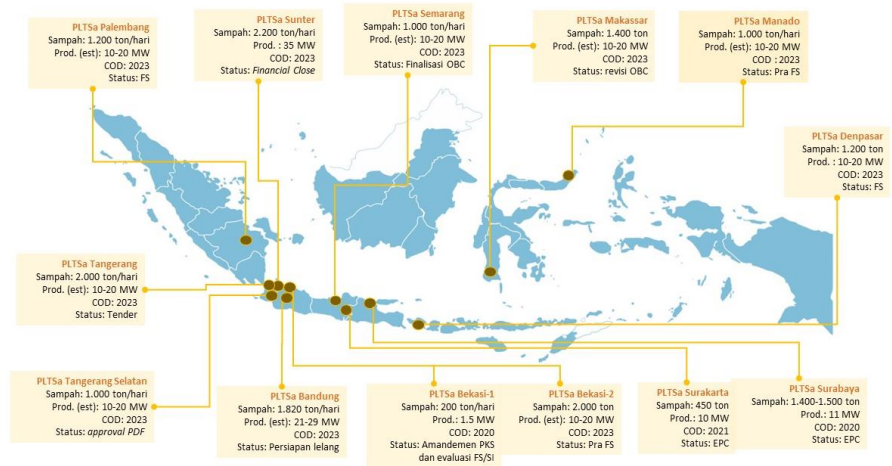 PLTSa Palembang
Sampah: 1.200 ton/hari
Prod. (est): 10-20 MW
COD: 2023
Status: FS
PLTSa Sunter
Sampah: 2.200 ton/hari
Prod. : 35 MW
COD: 2023
Status: Financial Close
PLTSa Semarang
Sampah: 1.000 ton/hari
Prod. (est): 10-20 MW
COD: 2023
Status: Finalisasi OBC
PLTSa Makassar
Sampah: 1.400 ton
Prod. (est): 10-20 MW
COD: 2023
Status: revisi OBC
PLTSa Manado
Sampah: 1.000 ton/hari
Prod. (est): 10-20 MW
COD : 2023
Status: Pra FS
PLTSa Denpasar
Sampah: 1.200 ton
Prod. : 10-20 MW
COD: 2023
Status: FS
PLTSa Tangerang
Sampah: 2.000 ton/hari
Prod. (est): 10-20 MW
COD: 2023
Status: Tender
PLTSa Tangerang Selatan
Sampah: 1.000 ton/hari
Prod. (est): 10-20 MW
COD: 2023
Status: approval PDF
PLTSa Bandung
Sampah: 1.820 ton/hari
Prod. (est): 21-29 MW
COD: 2023
Status: Persiapan lelang
PLTSa Bekasi-1
Sampah: 200 ton/hari
Prod.: 1.5 MW
COD: 2020
Status: Amandemen PKS
dan evaluasi FS/SI
PLTSa Bekasi-2
Sampah: 2.000 ton
Prod. (est): 10-20 MW
COD: 2023
Status: Pra FS
PLTSa Surakarta
Sampah: 450 ton
Prod.: 10 MW
COD: 2021
Status: EPC
PLTSa Surabaya
Sampah: 1.400-1.500 ton
Prod.: 11 MW
COD: 2020
Status: EPC